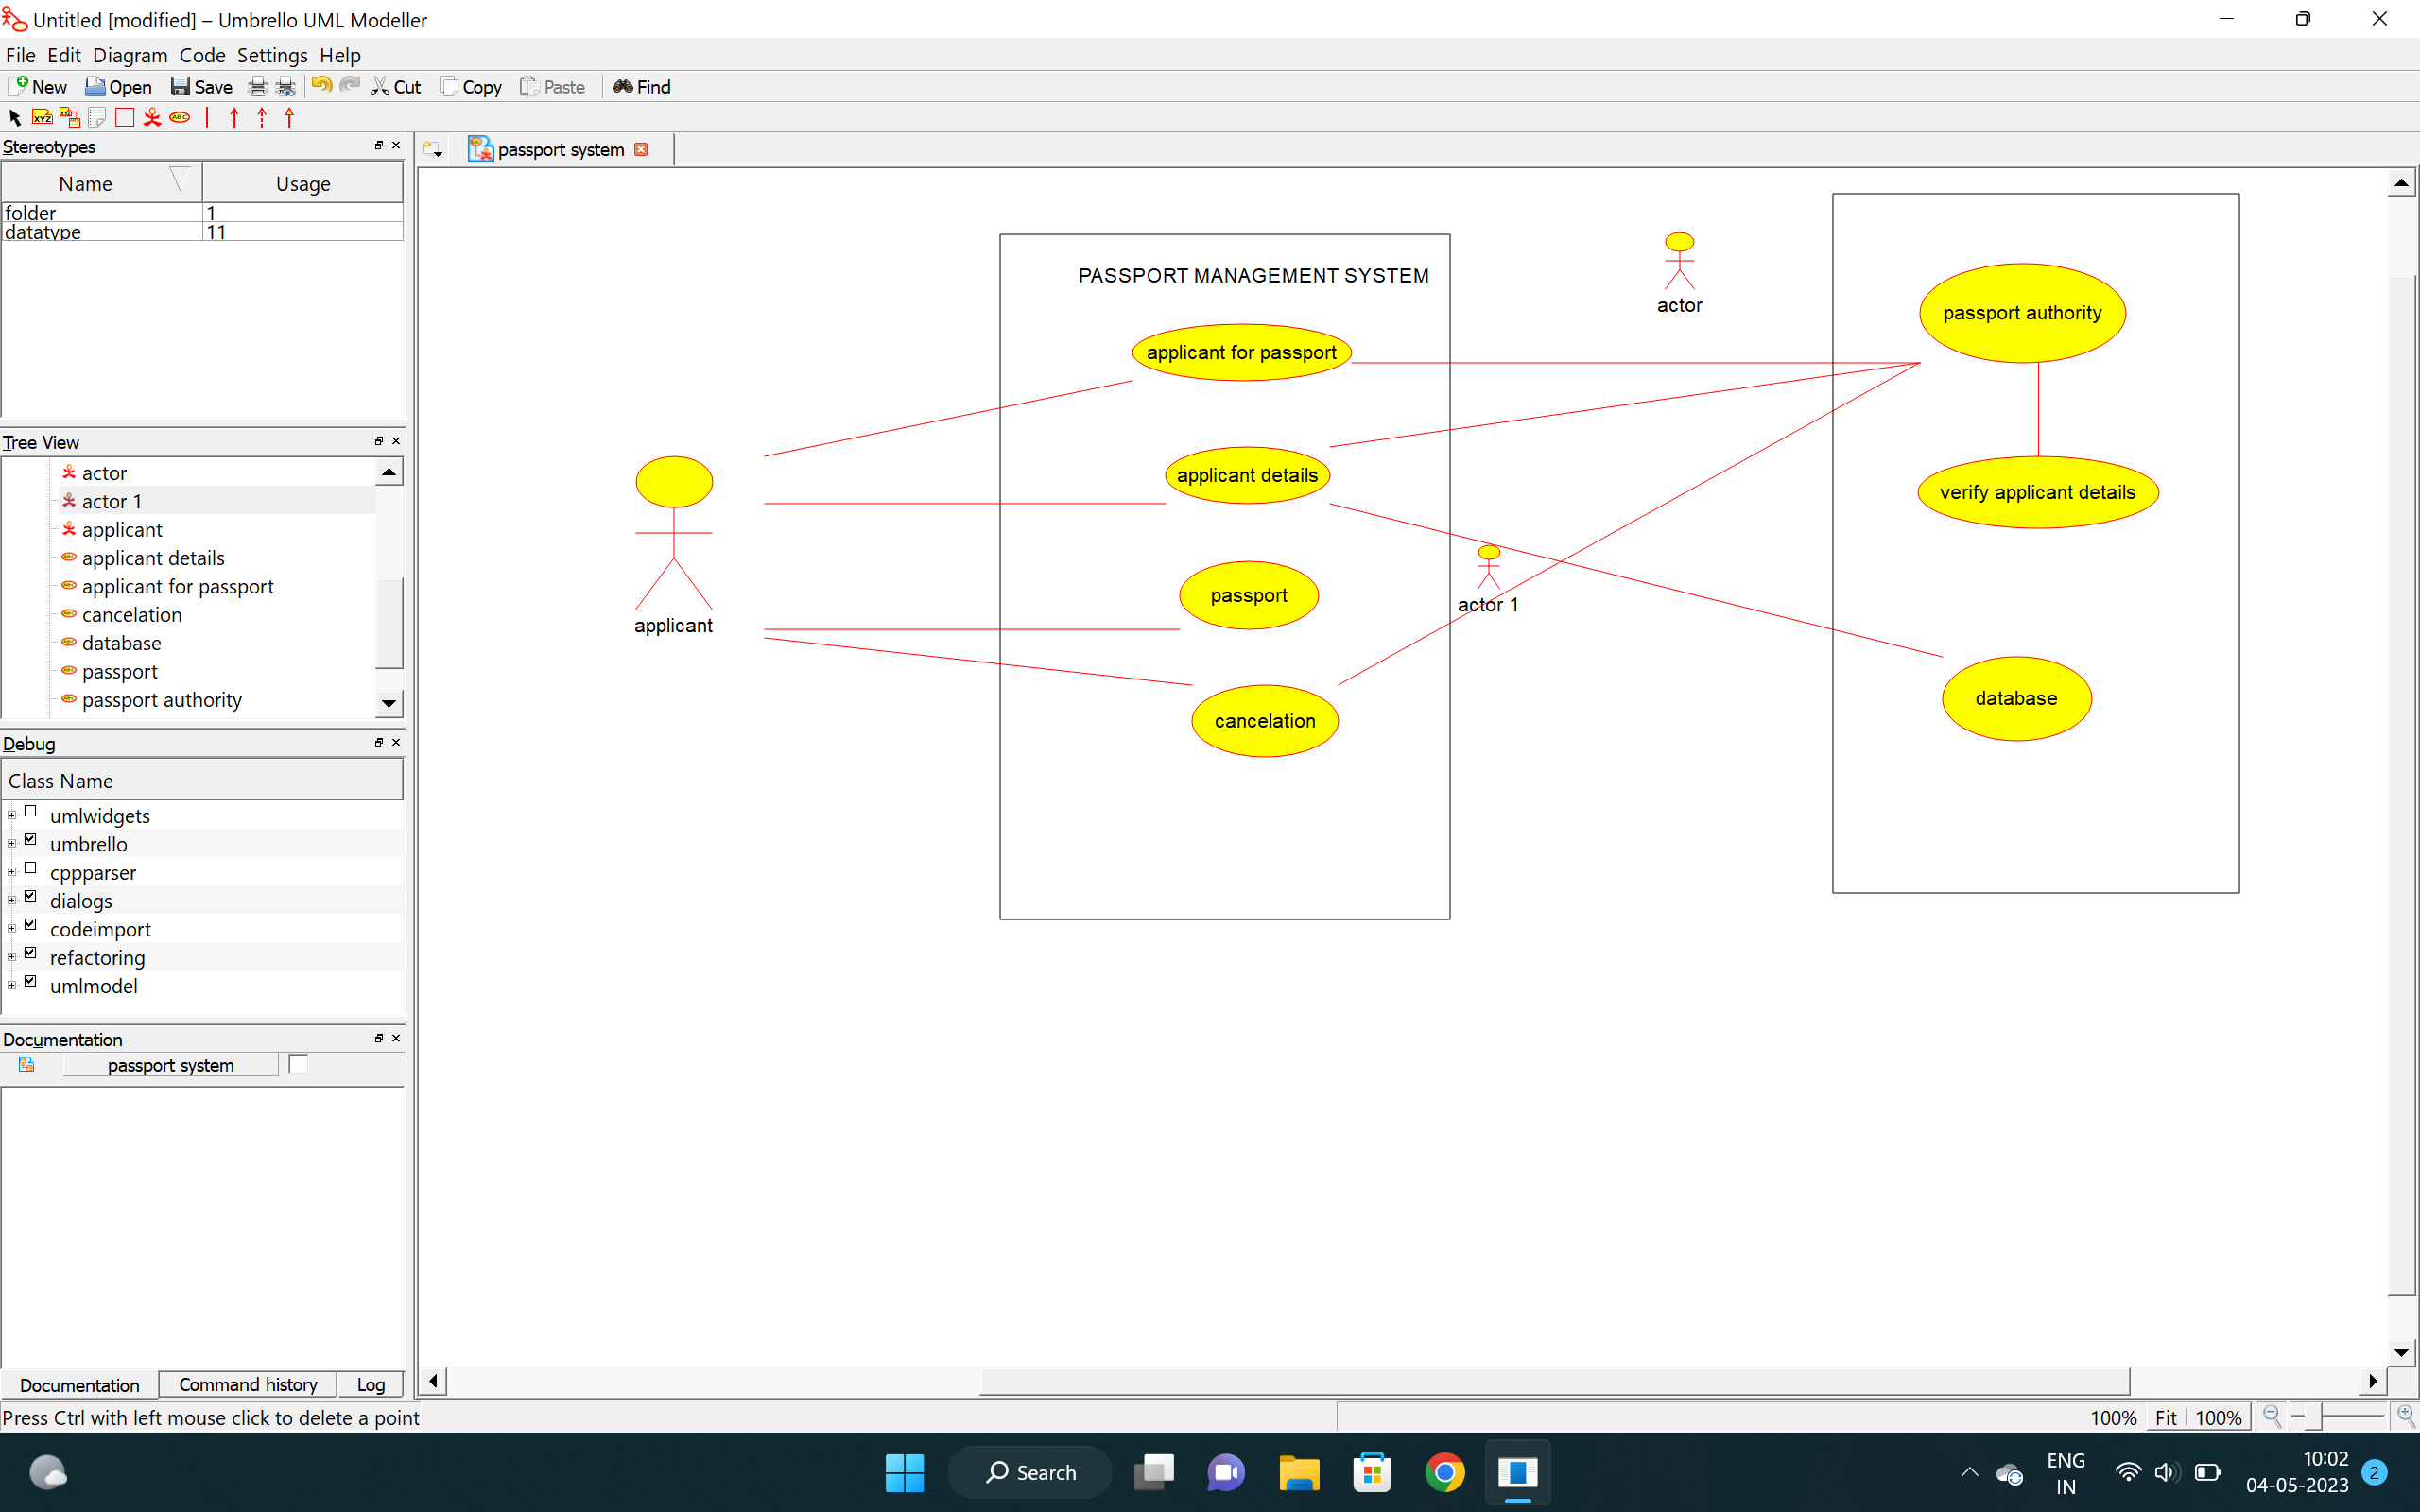 Untitled [modified] – Umbrello UML Modeller
File Edit Diagram Code Settings Help
New Open Save Cut Copy Paste Find
XYZ XYZ ABC
Stereotypes
passport system
Name Usage
folder 1
datatype 11
PASSPORT MANAGEMENT SYSTEM
actor
passport authority
applicant for passport
applicant details
verify applicant details
applicant
passport
actor 1
database
cancelation
Tree View
actor
actor 1
applicant
applicant details
applicant for passport
cancelation
database
passport
passport authority
Debug
Class Name
umlwidgets
umbrello
cppparser
dialogs
codeimport
refactoring
umlmodel
Documentation
passport system
Documentation Command history Log
Press Ctrl with left mouse click to delete a point
100% Fit 100%
Search
ENG
IN
10:02
04-05-2023
2